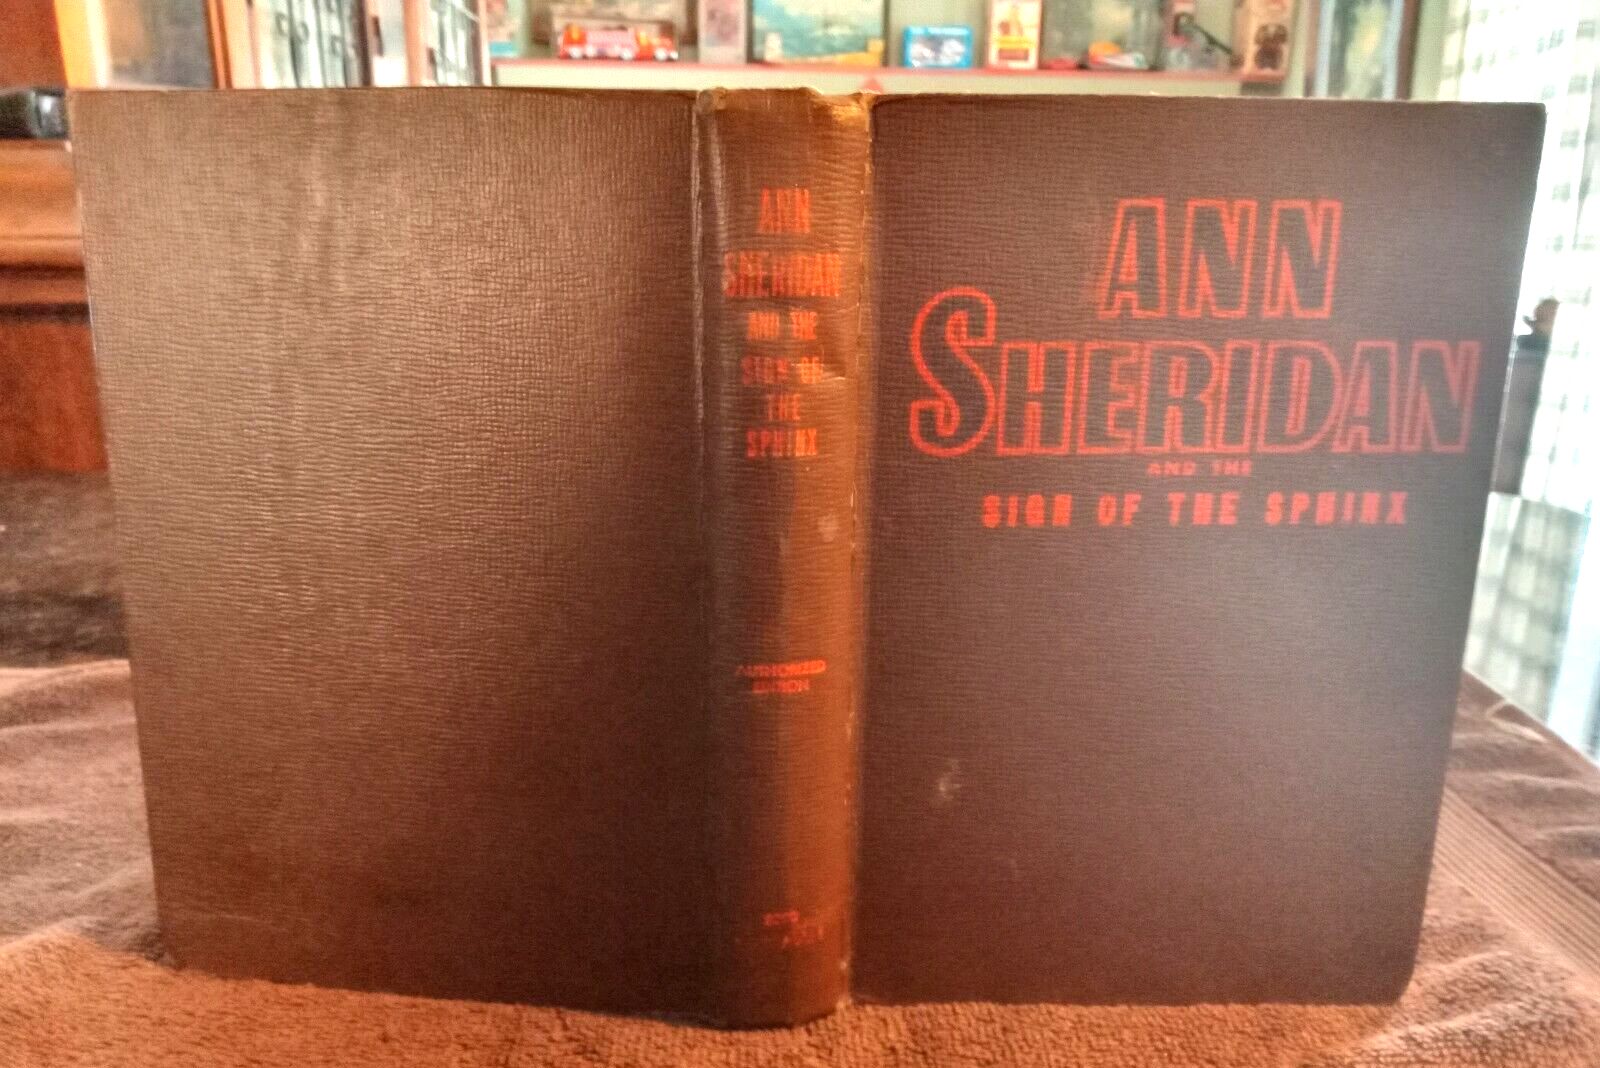 ANN
SHERIDAN
AND THE
SIGN OF
THE
SPHINX
AUTHORIZED
EDITION
ANN
SHERIDAN
AND THE
SIGN OF THE SPHINX